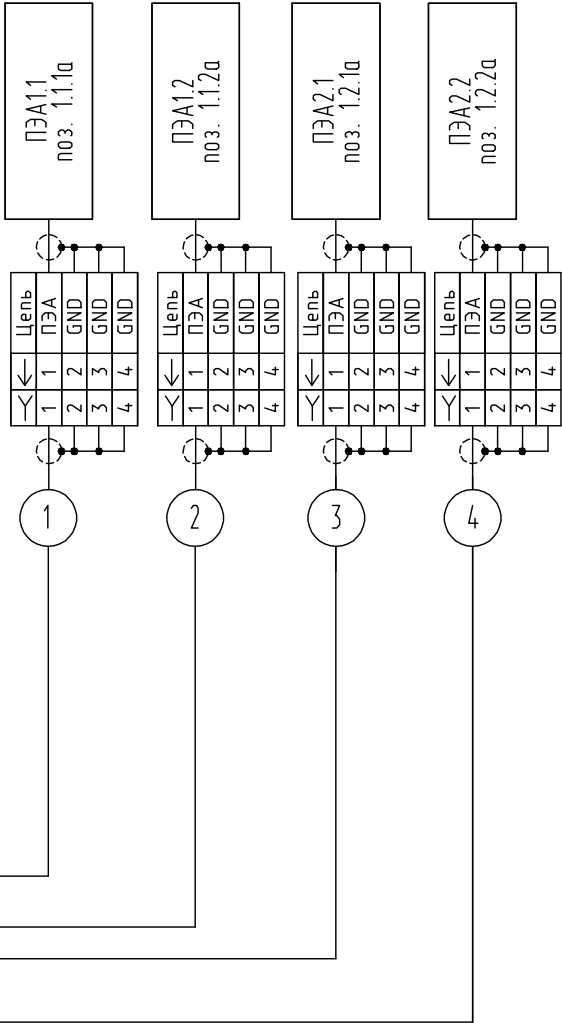 ПЭА1.1
поз. 1.1.1а
ПЭА1.2
поз. 1.1.2а
ПЭА2.1
поз. 1.2.1а
ПЭА2.2
поз. 1.2.2а
Цепь
1 1 ПЭА
2 2 GND
3 3 GND
4 4 GND
Цепь
1 1 ПЭА
2 2 GND
3 3 GND
4 4 GND
Цепь
1 1 ПЭА
2 2 GND
3 3 GND
4 4 GND
Цепь
1 1 ПЭА
2 2 GND
3 3 GND
4 4 GND
1
2
3
4